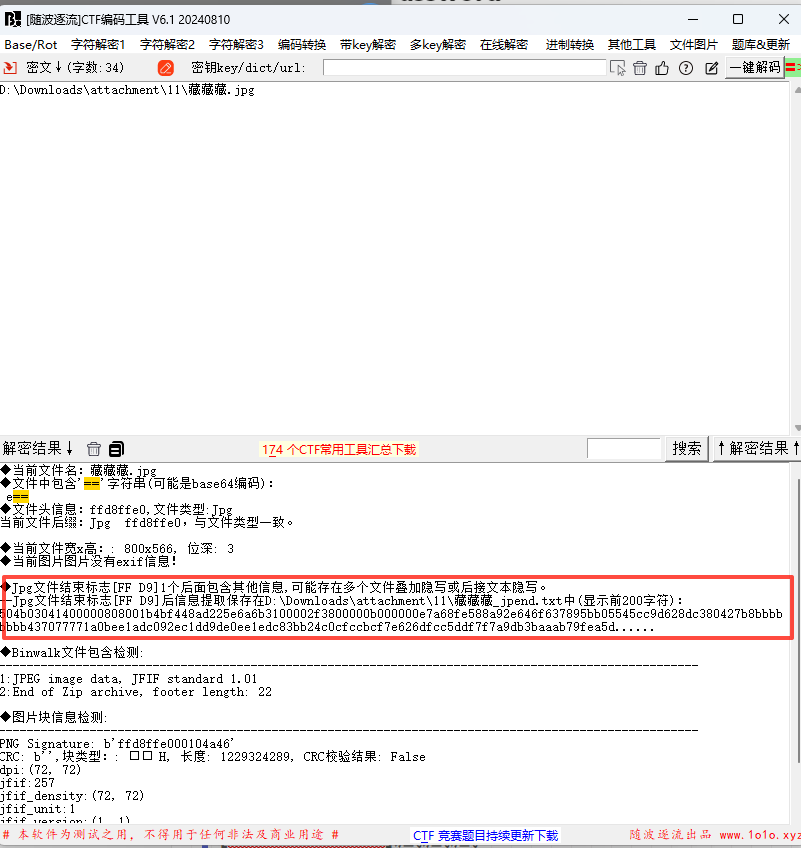 [随波逐流]CTF编码工具 V6.1 20240810
Base/Rot 字符解密1 字符解密2 字符解密3 编码转换 带key解密 多key解密 在线解密 进制转换 其他工具 文件图片 题库&更新
密文↓(字数:34) 密钥key/dict/url: 一键解码
D:\Downloads\attachment\11\藏藏藏.jpg
解密结果↓ 174 个CTF常用工具汇总下载 搜索 ↑解密结果↑
◆当前文件名: 藏藏藏.jpg
◆文件中包含'=='字符串(可能是base64编码):
e==
◆文件头信息: ffd8ffe0,文件类型:Jpg
当前文件后缀: Jpg ffd8ffe0, 与文件类型一致。
◆当前文件宽x高: : 800x566, 位深: 3
◆当前图片图片没有exif信息!
◆Jpg文件结束标志[FF D9]1个后面包含其他信息,可能存在多个文件叠加隐写或后接文本隐写。
—Jpg文件结束标志[FF D9]后信息提取保存在D:\Downloads\attachment\11\藏藏藏_jpend.txt中(显示前200字符):
504b03041400000808001b4bf448ad225e6a6b3100002f3800000b000000e7a68fe588a92e646f637895bb05545cc9d628dc380427b8bbbb
bbbb437077771a0bee1adc092ec1dd9de0ee1edc83bb24c0cfccbcf7e626dfcc5ddf7f7a9db3baaab79fea5d......
◆Binwalk文件包含检测:
1:JPEG image data, JFIF standard 1.01
2:End of Zip archive, footer length: 22
◆图片块信息检测:
PNG Signature: b'ffd8ffe000104a46'
CRC: b'',块类型: : □□ H, 长度: 1229324289, CRC校验结果: False
dpi:(72, 72)
jfif:257
jfif_density:(72, 72)
jfif_unit:1
jfif_version:(1, 1)
# 本软件为测试之用, 不得用于任何非法及商业用途 # CTF 竞赛题目持续更新下载 随波逐流出品 www.1o1o.xyz